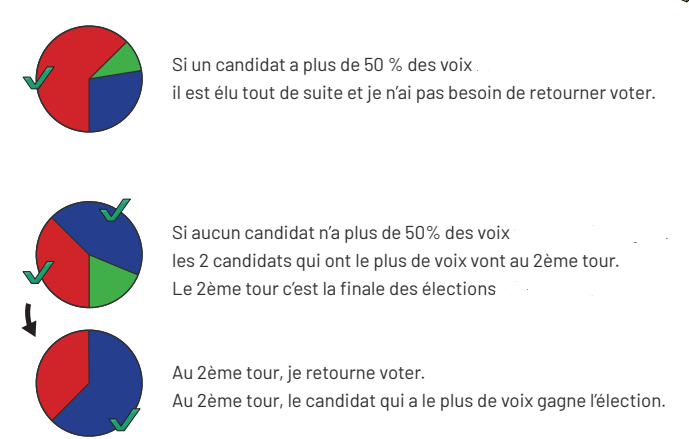 Si un candidat a plus de 50 % des voix
il est élu tout de suite et je n'ai pas besoin de retourner voter.
Si aucun candidat n'a plus de 50% des voix
les 2 candidats qui ont le plus de voix vont au 2ème tour.
Le 2ème tour c'est la finale des élections
Au 2ème tour, je retourne voter.
Au 2ème tour, le candidat qui a le plus de voix gagne l'élection.